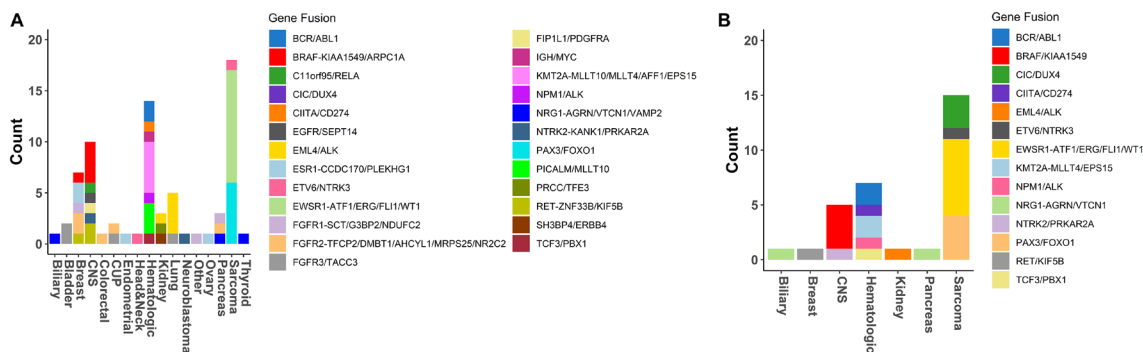 A
Count
20
15
10
5
0
Biliary
Bladder
Breast
CNS
Colorectal
CUP
Endometrial
Head&Neck
Hematologic
Kidney
Lung
Neuroblastoma
Other
Ovary
Pancreas
Sarcoma
Thyroid
Gene Fusion
BCR/ABL1
BRAF-KIAA1549/ARPC1A
C11orf95/RELA
CIC/DUX4
CIITA/CD274
EGFR/SEPT14
EML4/ALK
ESR1-CCDC170/PLEKHG1
ETV6/NTRK3
EWSR1-ATF1/ERG/FLI1/WT1
FGFR1-SCT/G3BP2/NDUFC2
FGFR2-TFCP2/DMBT1/AHCYL1/MRPS25/NR2C2
FGFR3/TACC3
FIP1L1/PDGFRA
IGH/MYC
KMT2A-MLLT10/MLLT4/AFF1/EPS15
NPM1/ALK
NRG1-AGRN/VTCN1/VAMP2
NTRK2-KANK1/PRKAR2A
PAX3/FOXO1
PICALM/MLLT10
PRCC/TFE3
RET-ZNF33B/KIF5B
SH3BP4/ERBB4
TCF3/PBX1
B
Count
20
15
10
5
0
Biliary
Breast
CNS
Hematologic
Kidney
Pancreas
Sarcoma
Gene Fusion
BCR/ABL1
BRAF/KIAA1549
CIC/DUX4
CIITA/CD274
EML4/ALK
ETV6/NTRK3
EWSR1-ATF1/ERG/FLI1/WT1
KMT2A-MLLT4/EPS15
NPM1/ALK
NRG1-AGRN/VTCN1
NTRK2/PRKAR2A
PAX3/FOXO1
RET/KIF5B
TCF3/PBX1